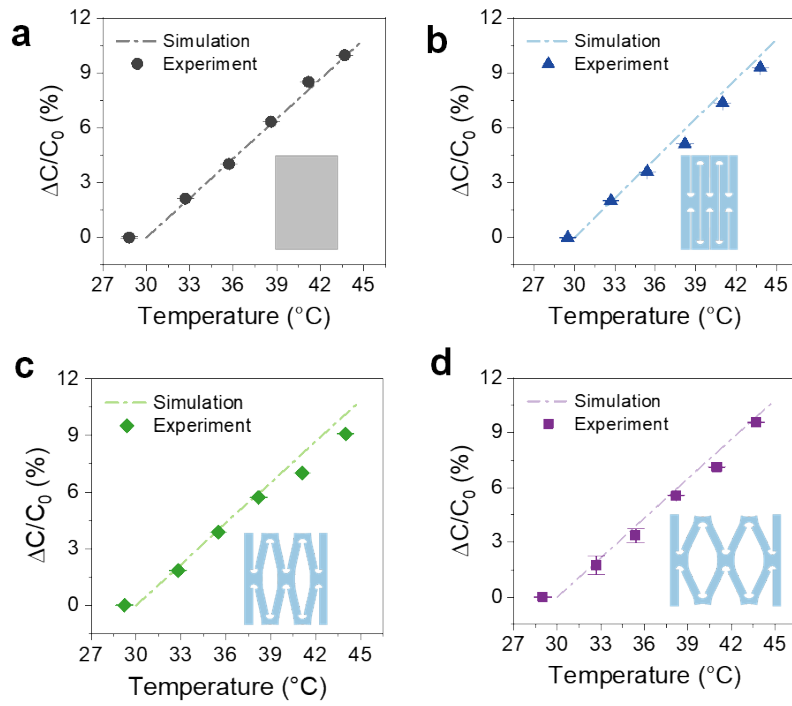 a
12
9
6
3
0
ΔC/C0 (%)
Simulation
Experiment
27 30 33 36 39 42 45
Temperature (°C)
b
12
9
6
3
0
ΔC/C0 (%)
Simulation
Experiment
27 30 33 36 39 42 45
Temperature (°C)
c
12
9
6
3
0
ΔC/C0 (%)
Simulation
Experiment
27 30 33 36 39 42 45
Temperature (°C)
d
12
9
6
3
0
ΔC/C0 (%)
Simulation
Experiment
27 30 33 36 39 42 45
Temperature (°C)